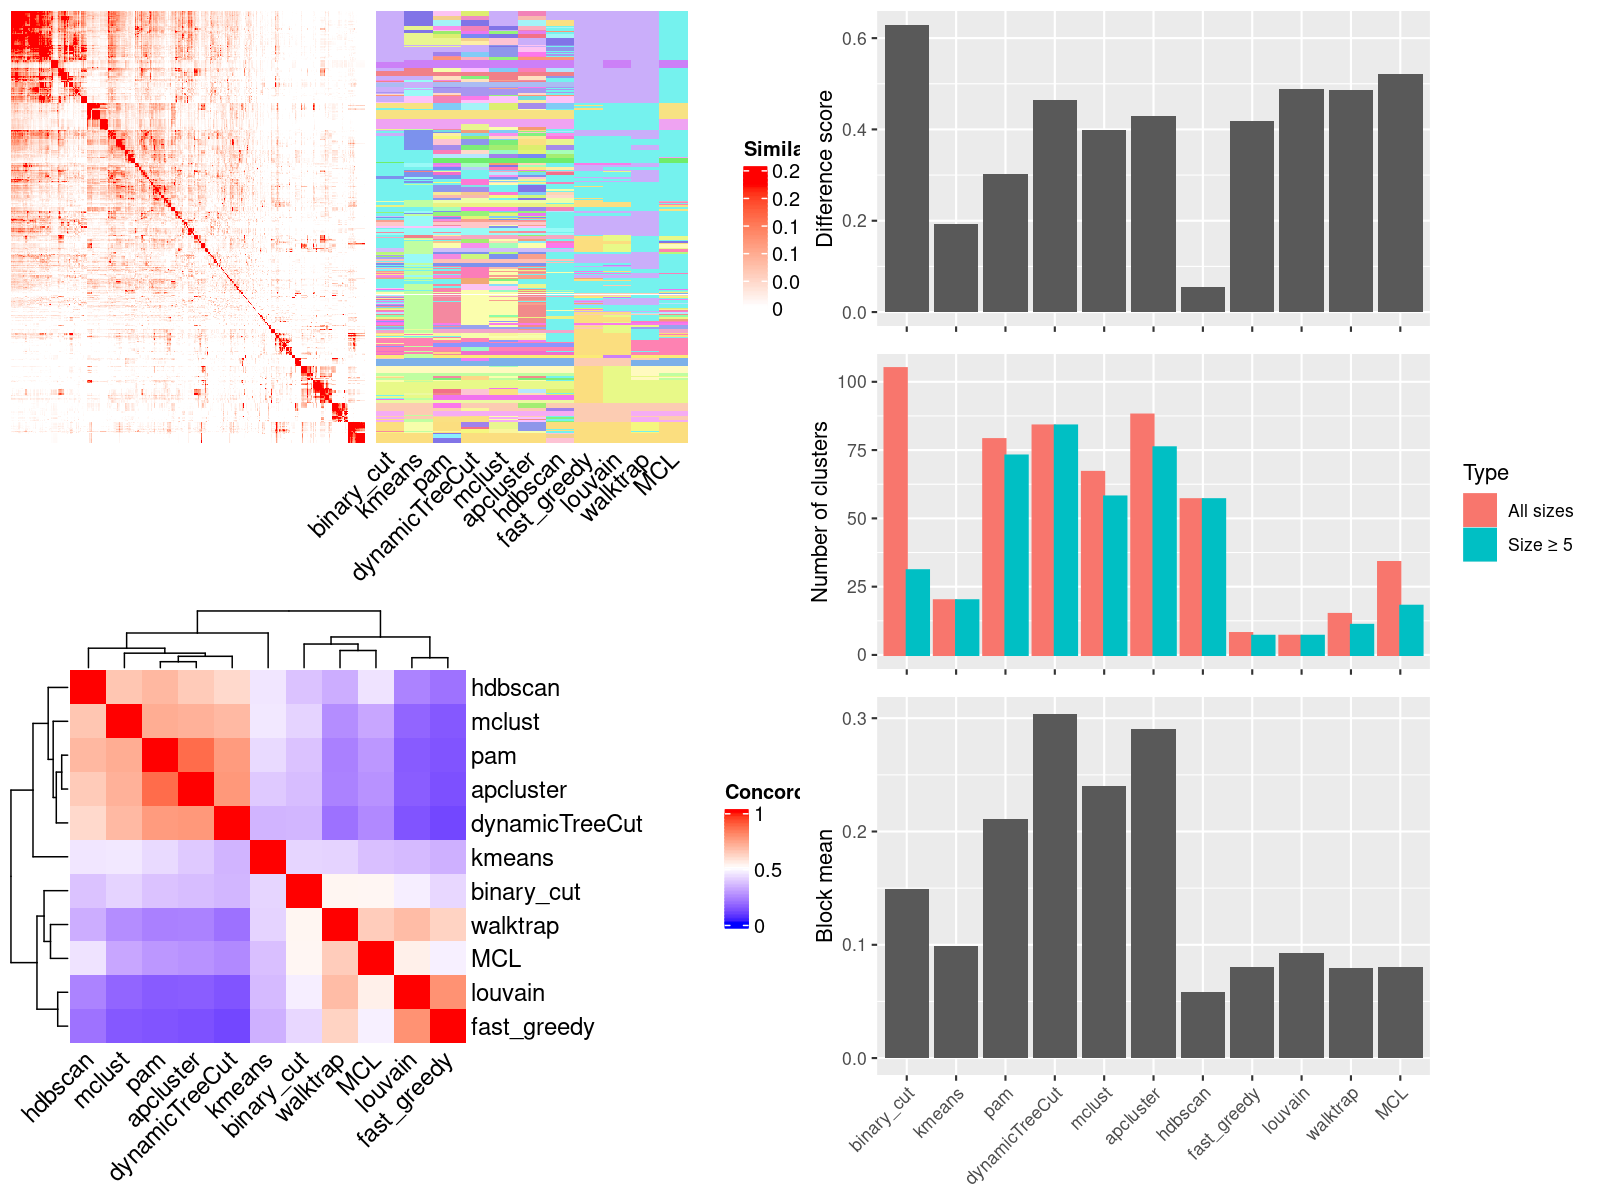 Simila
0.2
0.2
0.1
0.1
0.0
0
binary_cut
kmeans
pam
dynamicTreeCut
mclust
apcluster
hdbscan
fast_greedy
louvain
walktrap
MCL
hdbscan
mclust
pam
apcluster
dynamicTreeCut
kmeans
binary_cut
walktrap
MCL
louvain
fast_greedy
Concord
1
0.5
0
hdbscan
mclust
pam
apcluster
dynamicTreeCut
kmeans
binary_cut
walktrap
MCL
louvain
fast_greedy
Difference score
0.6
0.4
0.2
0.0
Number of clusters
100
75
50
25
0
Type
All sizes
Size ≥ 5
Block mean
0.3
0.2
0.1
0.0
binary_cut
kmeans
pam
dynamicTreeCut
mclust
apcluster
hdbscan
fast_greedy
louvain
walktrap
MCL